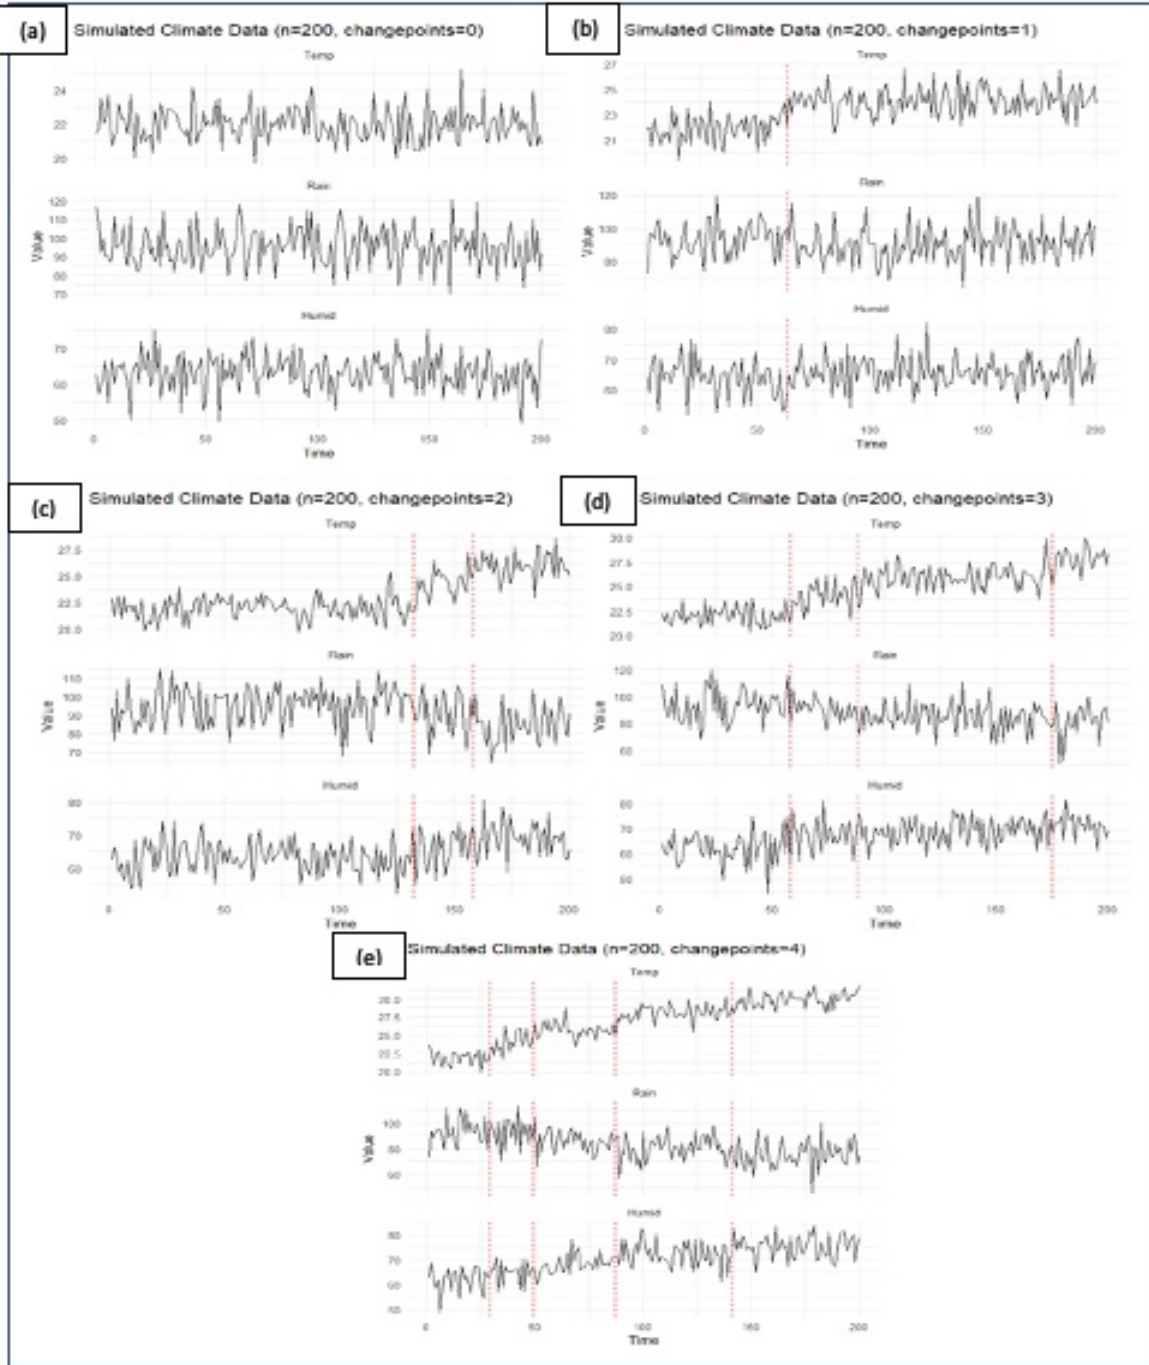 (a)
Simulated Climate Data (n=200, changepoints=0)
Temp
24
22
20
Rain
120
110
100
90
80
70
Value
Humid
70
60
50
0 50 100 150 200
Time
(b)
Simulated Climate Data (n=200, changepoints=1)
Temp
27
25
23
21
Rain
120
100
80
Value
Humid
80
70
60
0 50 100 150 200
Time
(c)
Simulated Climate Data (n=200, changepoints=2)
Temp
27.5
25.0
22.5
20.0
Rain
110
100
90
80
70
Value
Humid
80
70
60
0 50 100 150 200
Time
(d)
Simulated Climate Data (n=200, changepoints=3)
Temp
30.0
27.5
25.0
22.5
20.0
Rain
120
100
80
60
Value
Humid
80
70
60
50
0 50 100 150 200
Time
(e)
Simulated Climate Data (n=200, changepoints=4)
Temp
30.0
27.5
25.0
22.5
20.0
Rain
100
80
60
Value
Humid
80
70
60
50
0 50 100 150 200
Time